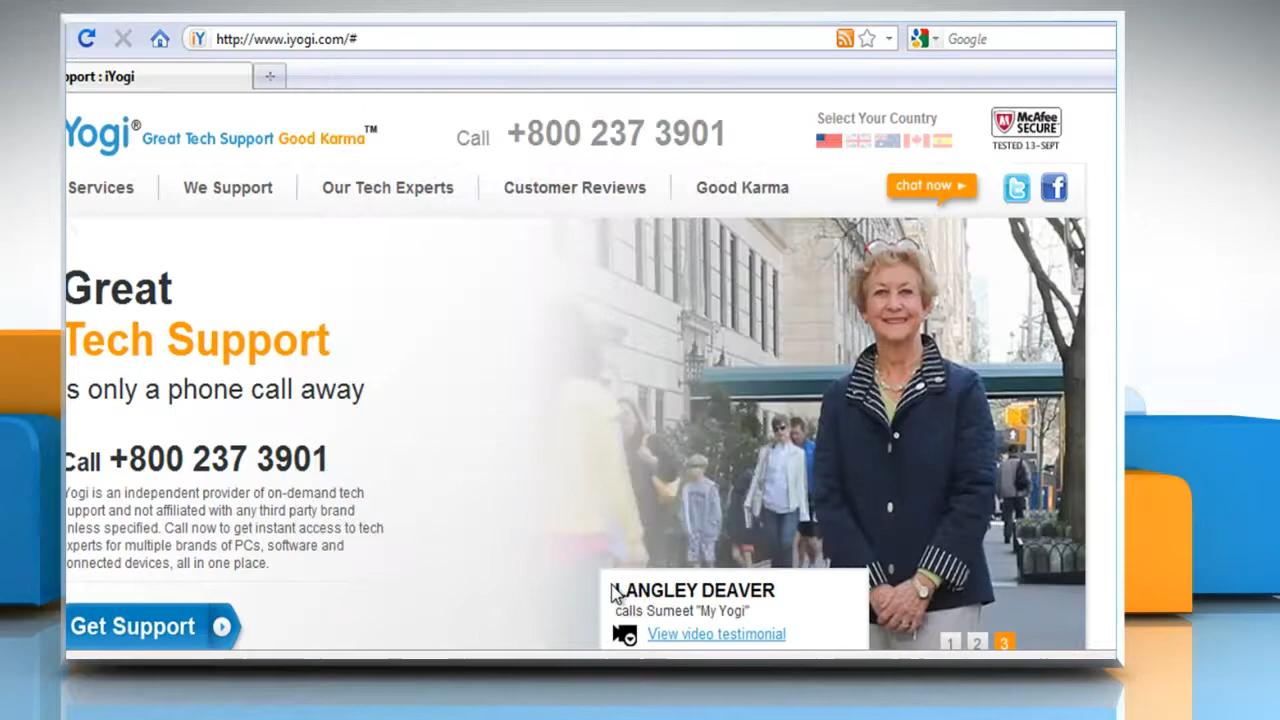 iY http://www.iyogi.com/# Google
pport : iYogi
Yogi® Great Tech Support Good Karma™ Call +800 237 3901 Select Your Country McAfee SECURE
TESTED 13-SEPT
Services We Support Our Tech Experts Customer Reviews Good Karma chat now
Great
Tech Support
s only a phone call away
Call +800 237 3901
Yogi is an independent provider of on-demand tech
upport and not affiliated with any third party brand
nless specified. Call now to get instant access to tech
xperts for multiple brands of PCs, software and
onnected devices, all in one place.
Get Support
LANGLEY DEAVER
calls Sumeet "My Yogi"
View video testimonial
1 2 3